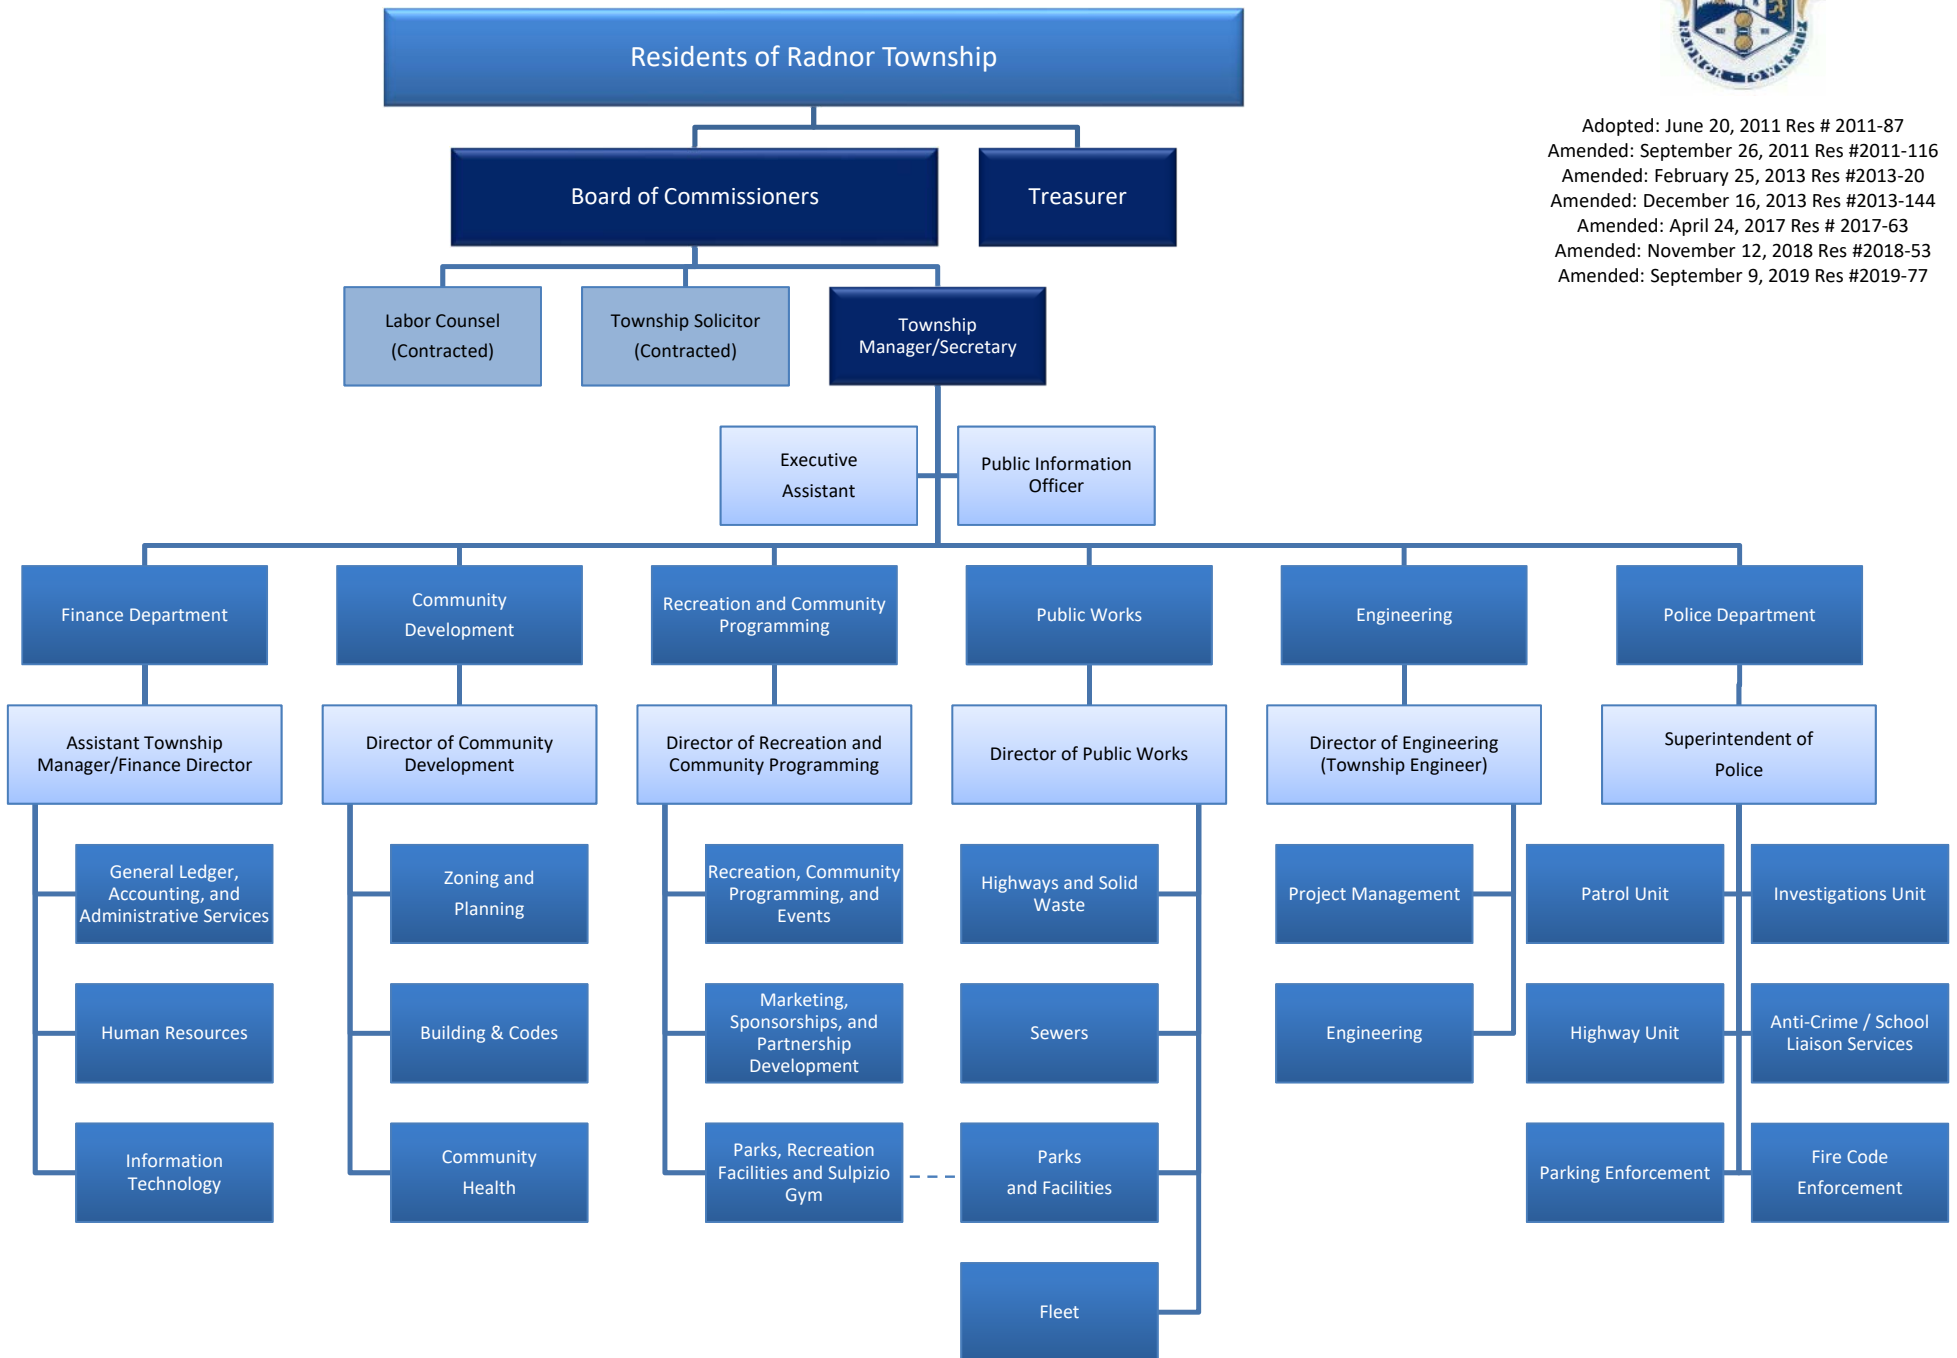 Residents of Radnor Township
RADNOR · TOWNSHIP
Adopted: June 20, 2011 Res # 2011-87
Amended: September 26, 2011 Res #2011-116
Amended: February 25, 2013 Res #2013-20
Amended: December 16, 2013 Res #2013-144
Amended: April 24, 2017 Res # 2017-63
Amended: November 12, 2018 Res #2018-53
Amended: September 9, 2019 Res #2019-77
Board of Commissioners
Treasurer
Labor Counsel
(Contracted)
Township Solicitor
(Contracted)
Township
Manager/Secretary
Executive
Assistant
Public Information
Officer
Finance Department
Community
Development
Recreation and Community
Programming
Public Works
Engineering
Police Department
Assistant Township
Manager/Finance Director
Director of Community
Development
Director of Recreation and
Community Programming
Director of Public Works
Director of Engineering
(Township Engineer)
Superintendent of
Police
General Ledger,
Accounting, and
Administrative Services
Zoning and
Planning
Recreation, Community
Programming, and
Events
Highways and Solid
Waste
Project Management
Patrol Unit
Investigations Unit
Human Resources
Building & Codes
Marketing,
Sponsorships, and
Partnership
Development
Sewers
Engineering
Highway Unit
Anti-Crime / School
Liaison Services
Information
Technology
Community
Health
Parks, Recreation
Facilities and Sulpizio
Gym
Parks
and Facilities
Parking Enforcement
Fire Code
Enforcement
Fleet